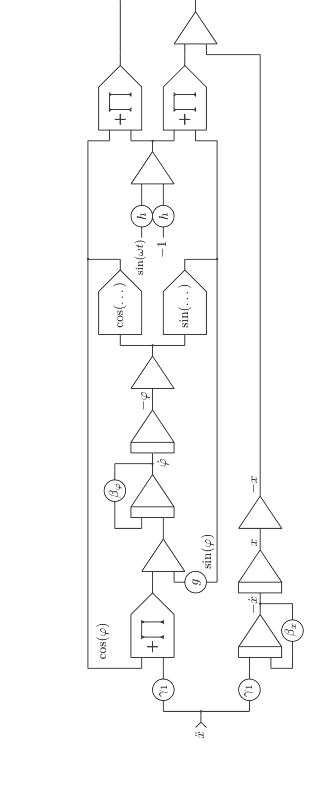 cos(φ)
β_φ
cos(…)
+∏
sin(ωt)
h
−φ
+∏
γ₁
φ̇
−1
h
sin(…)
+∏
g
sin(φ)
ẍ
γ₁
−ẋ
x
−x
β_x